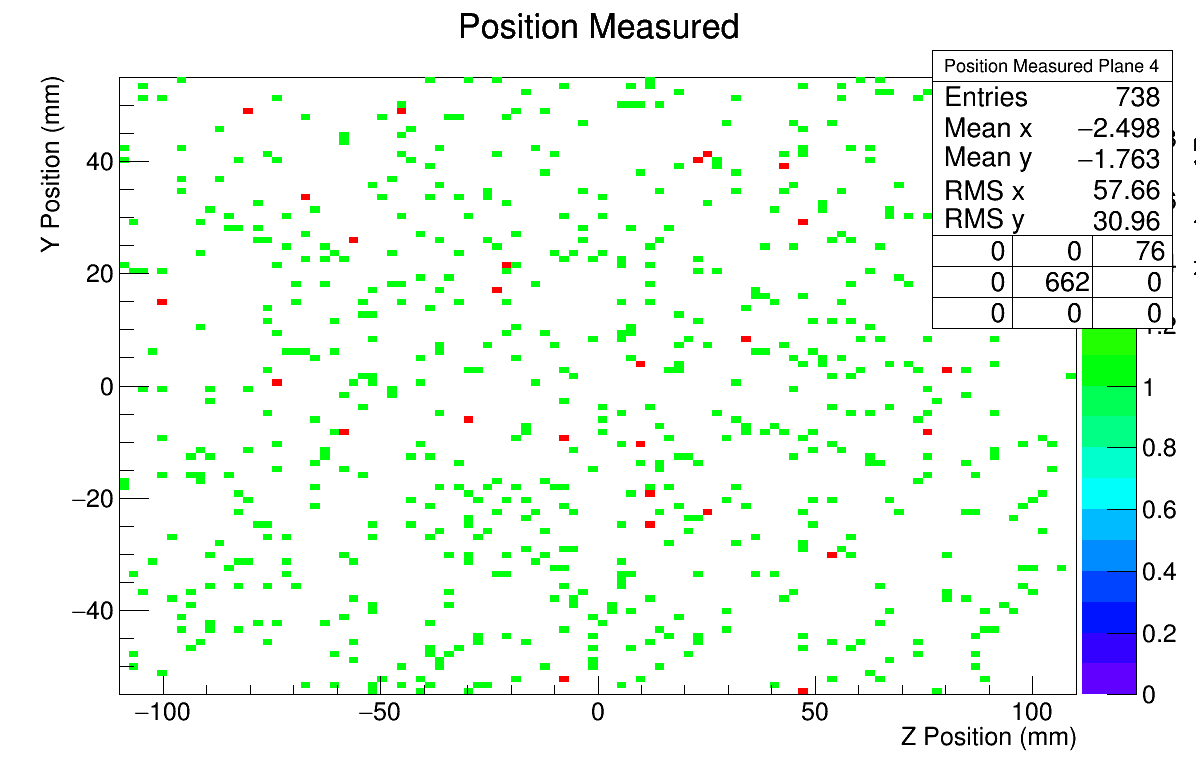 Position Measured
Y Position (mm)
40
20
0
−20
−40
−100
−50
0
50
100
Z Position (mm)
Position Measured Plane 4
Entries 738
Mean x −2.498
Mean y −1.763
RMS x 57.66
RMS y 30.96
0 0 76
0 662 0
0 0 0
1
0.8
0.6
0.4
0.2
0